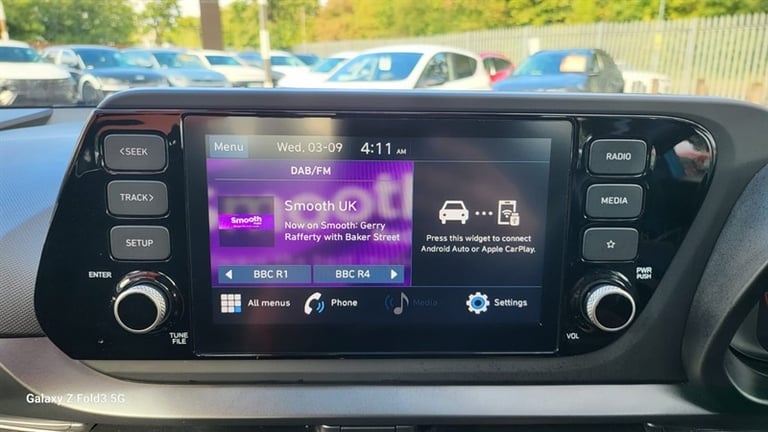 <SEEK
TRACK>
SETUP
ENTER
TUNE
FILE
Menu
Wed, 03-09
4:11 AM
DAB/FM
Smooth
Smooth UK
Now on Smooth: Gerry
Rafferty with Baker Street
BBC R1
BBC R4
Press this widget to connect
Android Auto or Apple CarPlay.
All menus
Phone
Media
Settings
RADIO
MEDIA
PWR
PUSH
VOL
Galaxy Z Fold3 5G